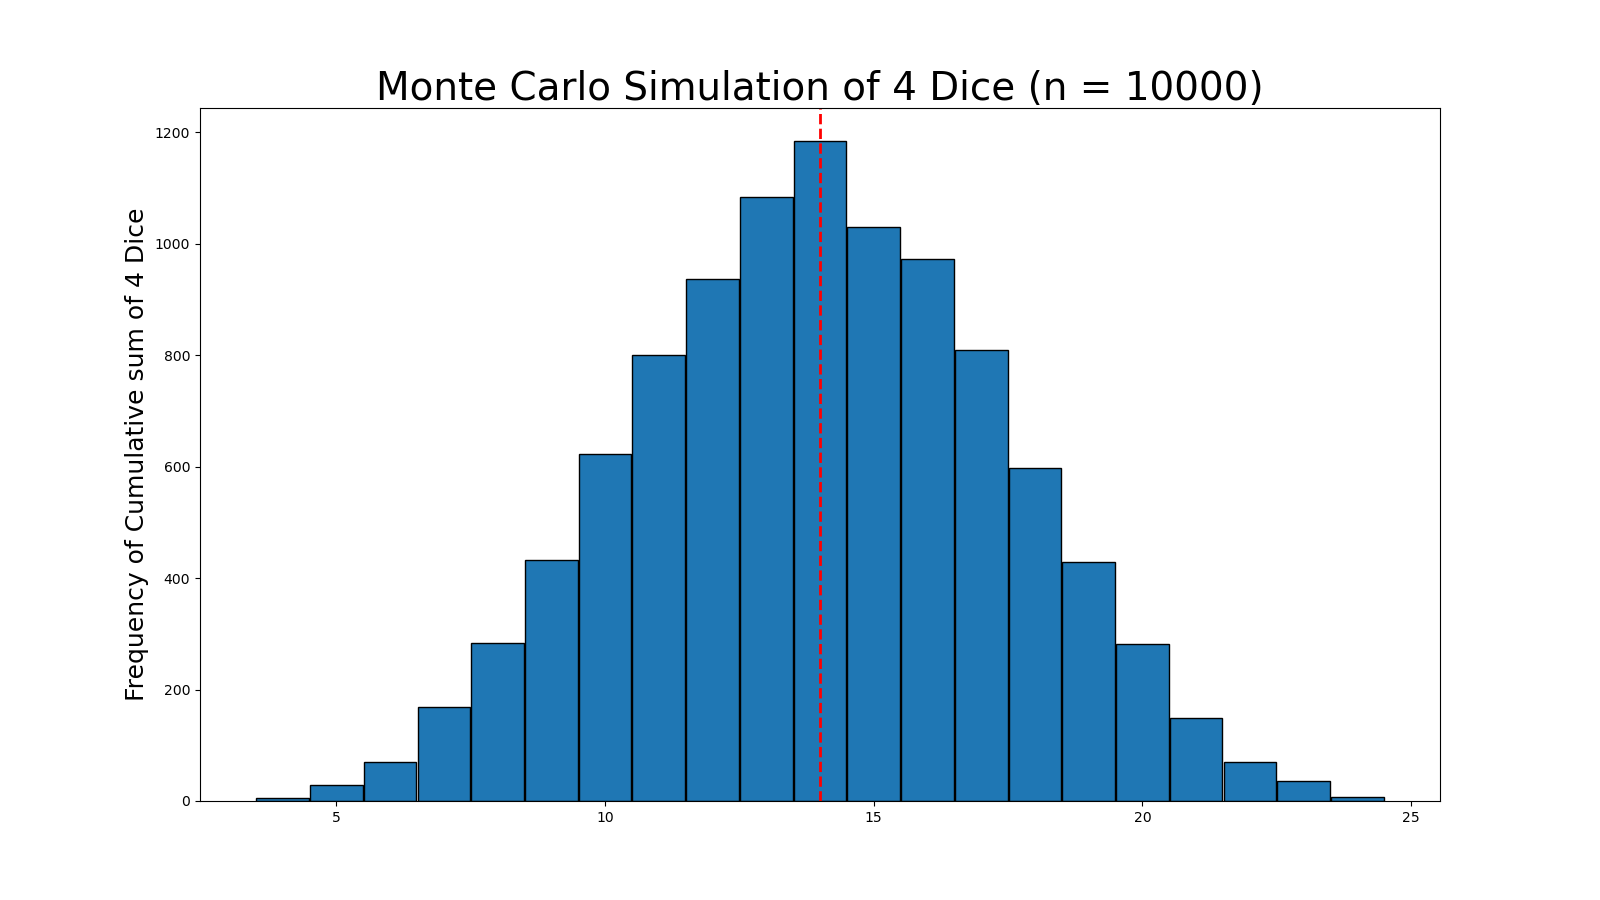 Monte Carlo Simulation of 4 Dice (n = 10000)
Frequency of Cumulative sum of 4 Dice
1200
1000
800
600
400
200
0
5 10 15 20 25